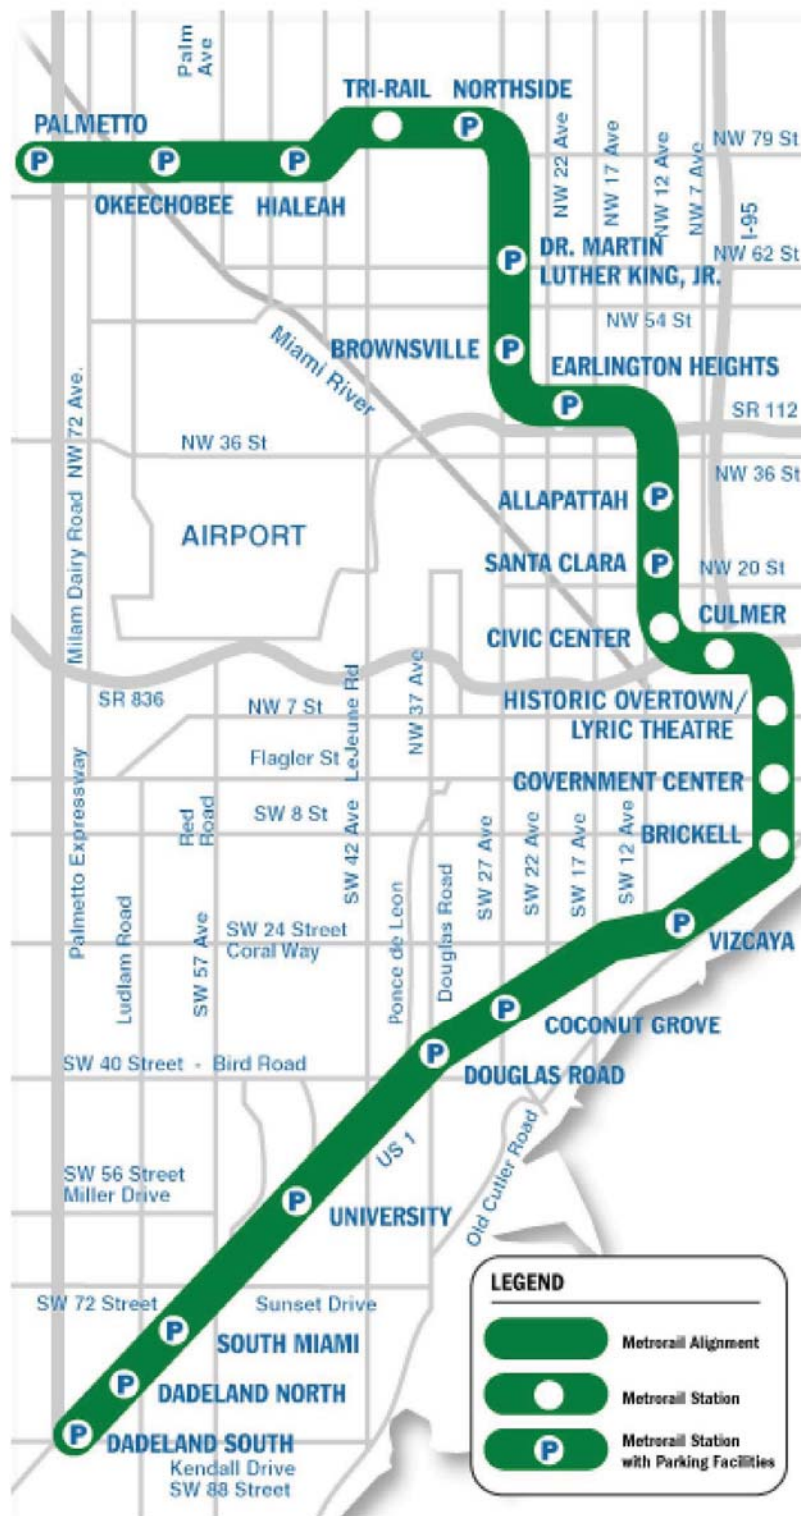 Palm
Ave
TRI-RAIL
NORTHSIDE
PALMETTO
P
P
P
P
OKEECHOBEE
HIALEAH
NW 22 Ave
NW 17 Ave
NW 12 Ave
NW 7 Ave
I-95
NW 79 St
P
DR. MARTIN
LUTHER KING, JR.
NW 62 St
NW 54 St
Miami River
BROWNSVILLE
P
EARLINGTON HEIGHTS
P
SR 112
NW 72 Ave.
NW 36 St
NW 36 St
ALLAPATTAH
P
AIRPORT
SANTA CLARA
P
NW 20 St
Milam Dairy Road
CIVIC CENTER
CULMER
SR 836
NW 7 St
LeJeune Rd
NW 37 Ave
HISTORIC OVERTOWN/
LYRIC THEATRE
Flagler St
GOVERNMENT CENTER
Palmetto Expressway
Red
Road
SW 8 St
SW 42 Ave
SW 27 Ave
SW 22 Ave
SW 17 Ave
SW 12 Ave
BRICKELL
Ludlam Road
SW 57 Ave
SW 24 Street
Coral Way
Ponce de Leon
Douglas Road
P
VIZCAYA
P
COCONUT GROVE
P
DOUGLAS ROAD
SW 40 Street - Bird Road
US 1
Old Cutler Road
SW 56 Street
Miller Drive
P
UNIVERSITY
SW 72 Street
Sunset Drive
P
SOUTH MIAMI
P
DADELAND NORTH
P
DADELAND SOUTH
Kendall Drive
SW 88 Street
LEGEND
Metrorail Alignment
Metrorail Station
P
Metrorail Station
with Parking Facilities